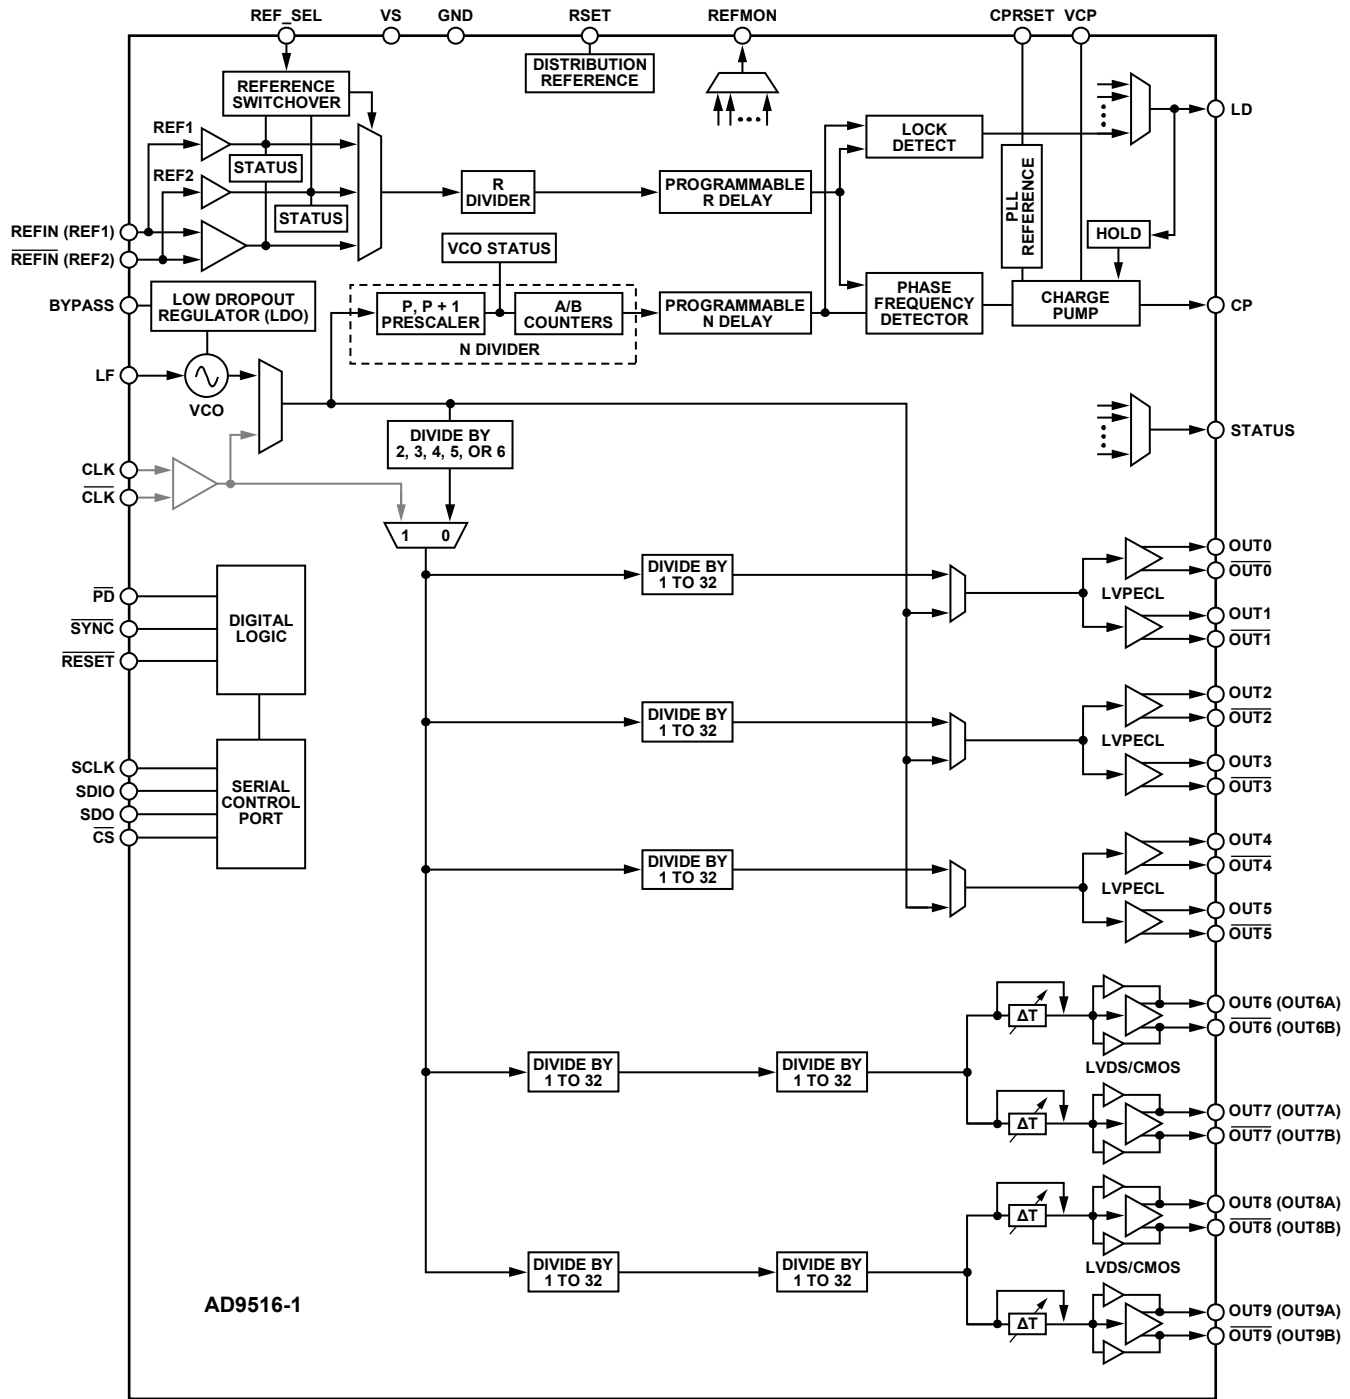 REF_SEL
VS
GND
RSET
REFMON
CPRSET
VCP
DISTRIBUTION
REFERENCE
REFERENCE
SWITCHOVER
REF1
STATUS
REF2
STATUS
REFIN (REF1)
REFIN (REF2)
R
DIVIDER
PROGRAMMABLE
R DELAY
LOCK
DETECT
LD
PLL
REFERENCE
HOLD
VCO STATUS
BYPASS
LOW DROPOUT
REGULATOR (LDO)
P, P + 1
PRESCALER
A/B
COUNTERS
N DIVIDER
PROGRAMMABLE
N DELAY
PHASE
FREQUENCY
DETECTOR
CHARGE
PUMP
CP
LF
VCO
STATUS
DIVIDE BY
2, 3, 4, 5, OR 6
CLK
CLK
1 0
PD
SYNC
RESET
DIGITAL
LOGIC
SCLK
SDIO
SDO
CS
SERIAL
CONTROL
PORT
DIVIDE BY
1 TO 32
LVPECL
OUT0
OUT0
OUT1
OUT1
DIVIDE BY
1 TO 32
LVPECL
OUT2
OUT2
OUT3
OUT3
DIVIDE BY
1 TO 32
LVPECL
OUT4
OUT4
OUT5
OUT5
DIVIDE BY
1 TO 32
DIVIDE BY
1 TO 32
ΔT
ΔT
LVDS/CMOS
OUT6 (OUT6A)
OUT6 (OUT6B)
OUT7 (OUT7A)
OUT7 (OUT7B)
DIVIDE BY
1 TO 32
DIVIDE BY
1 TO 32
ΔT
ΔT
LVDS/CMOS
OUT8 (OUT8A)
OUT8 (OUT8B)
OUT9 (OUT9A)
OUT9 (OUT9B)
AD9516-1